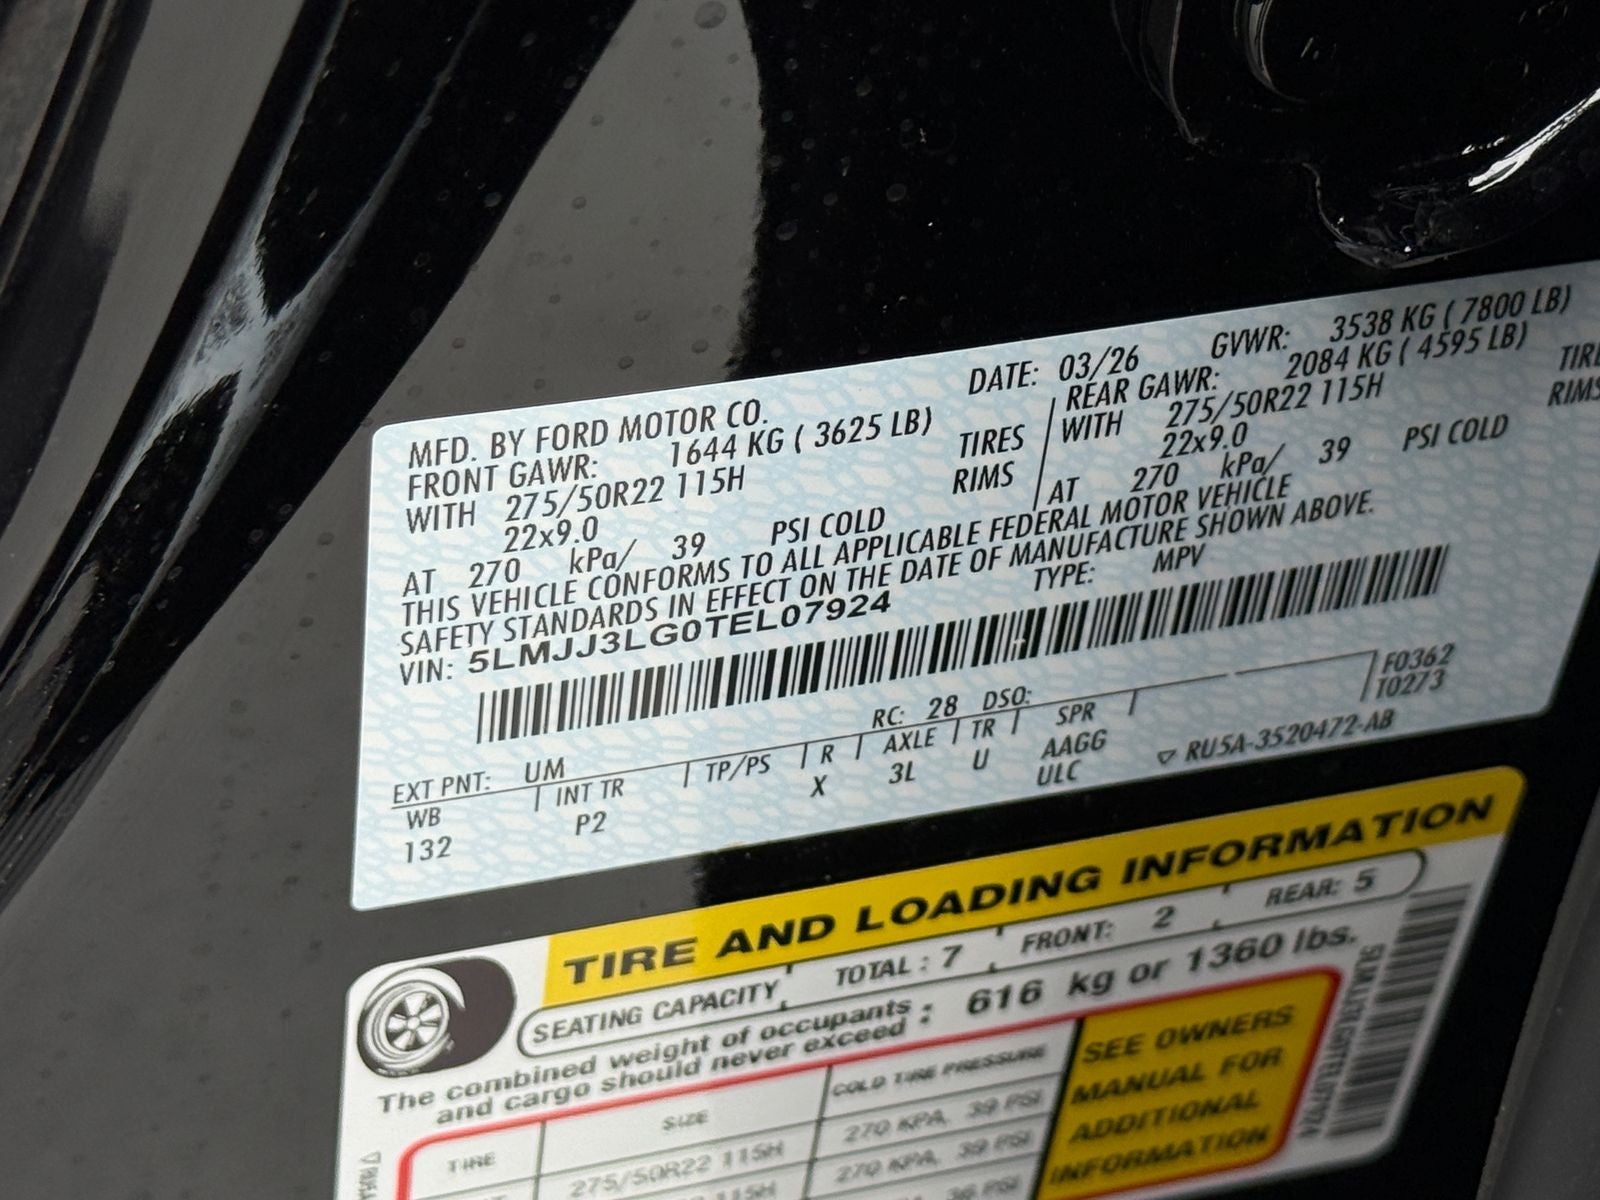 MFD. BY FORD MOTOR CO. DATE: 03/26 GVWR: 3538 KG ( 7800 LB)
FRONT GAWR: 1644 KG ( 3625 LB) REAR GAWR: 2084 KG ( 4595 LB)
WITH 275/50R22 115H TIRES WITH 275/50R22 115H TIRE
22x9.0 RIMS 22x9.0 RIMS
AT 270 kPa/ 39 PSI COLD AT 270 kPa/ 39 PSI COLD
THIS VEHICLE CONFORMS TO ALL APPLICABLE FEDERAL MOTOR VEHICLE
SAFETY STANDARDS IN EFFECT ON THE DATE OF MANUFACTURE SHOWN ABOVE.
VIN: 5LMJJ3LG0TEL07924 TYPE: MPV
F0362
T0273
EXT PNT: UM RC: 28 DSO:
WB INT TR TP/PS R AXLE TR SPR
132 P2 X 3L U AAGG
ULC
▽ RU5A-3520472-AB
TIRE AND LOADING INFORMATION
SEATING CAPACITY TOTAL : 7 FRONT: 2 REAR: 5
The combined weight of occupants : 616 kg or 1360 lbs.
and cargo should never exceed :
TIRE SIZE COLD TIRE PRESSURE
275/50R22 115H 270 KPA, 39 PSI
115H 270 KPA, 39 PSI
SEE OWNERS
MANUAL FOR
ADDITIONAL
INFORMATION